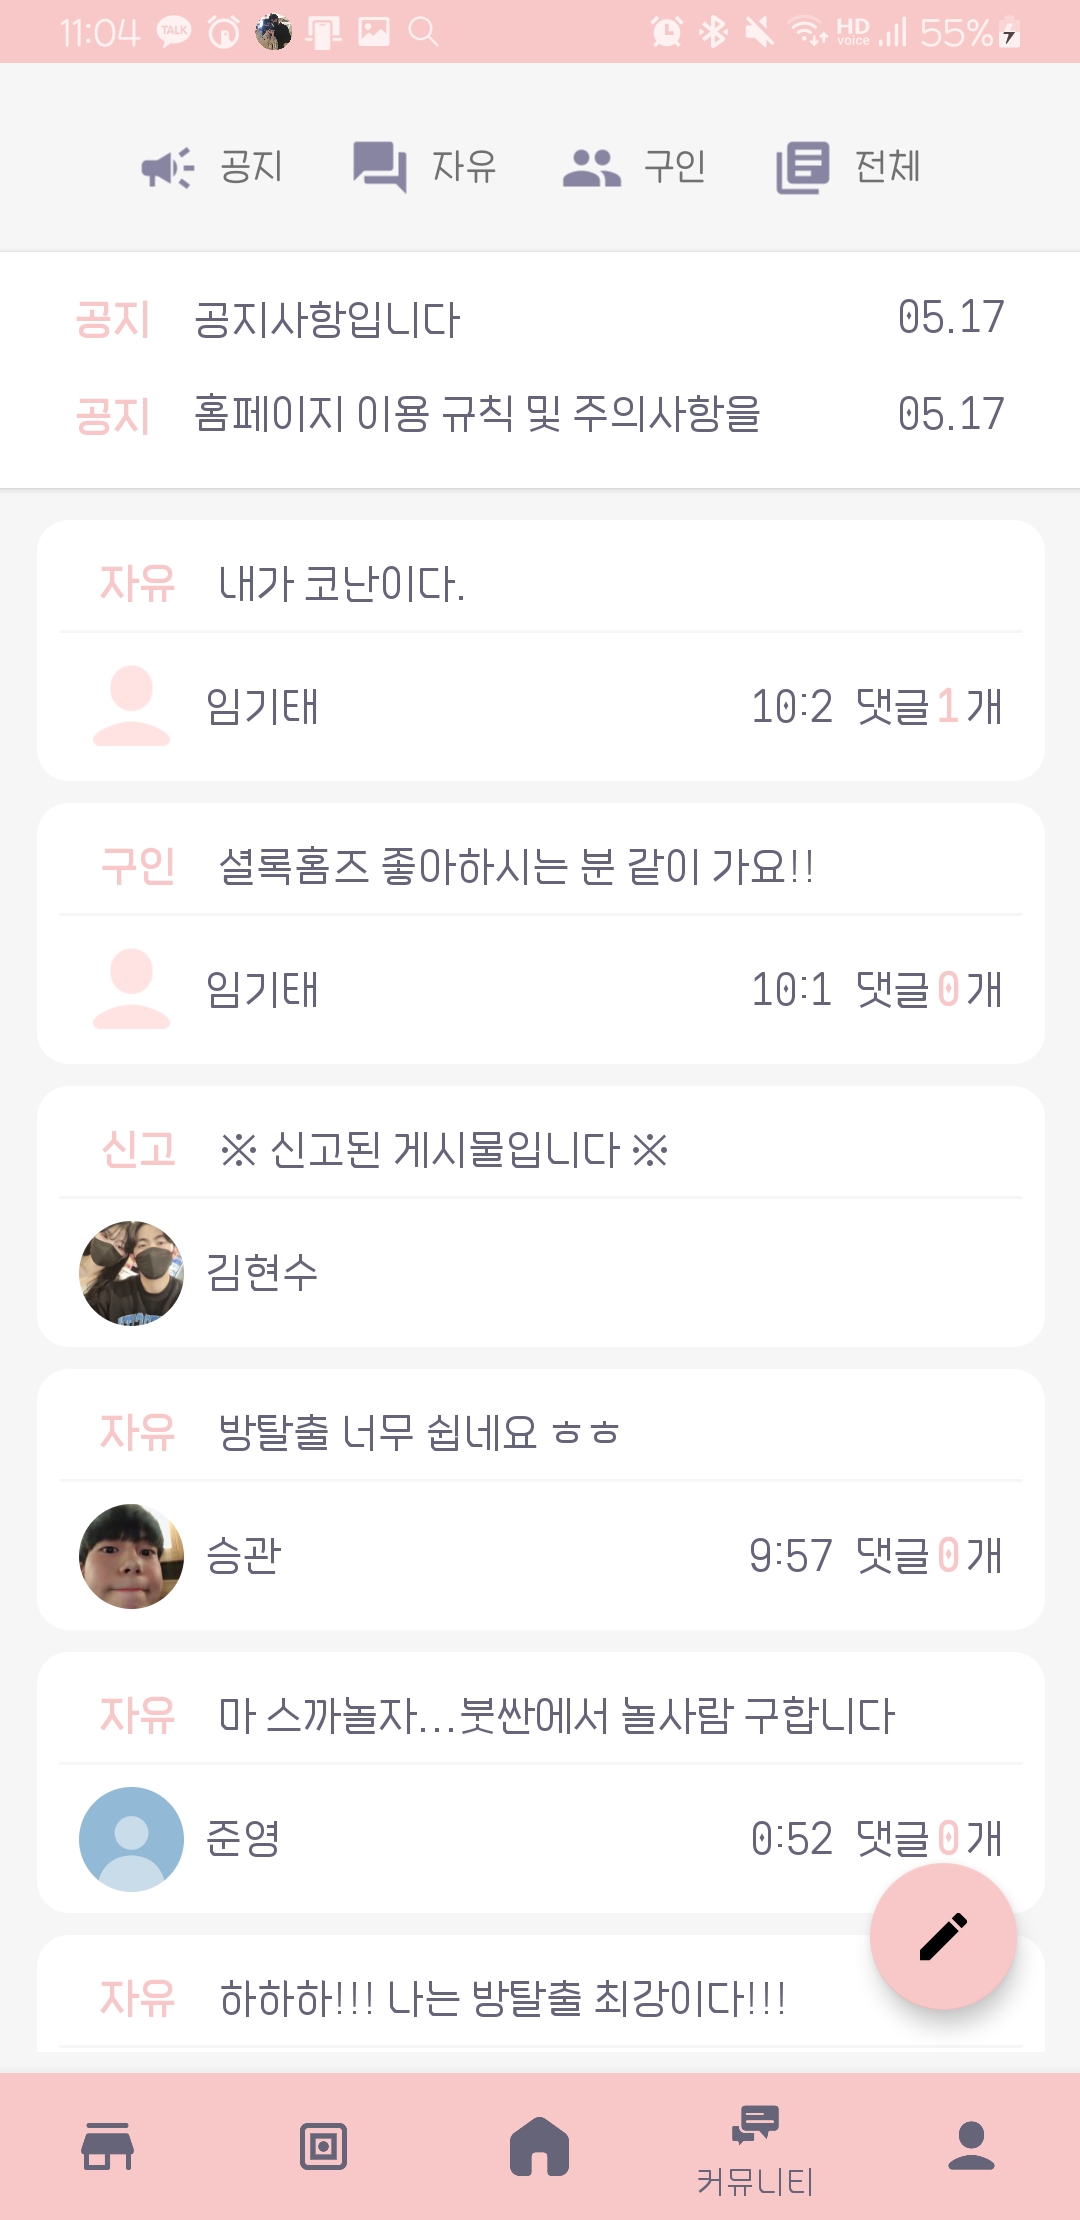 11:04 TALK HD voice 55%
공지 자유 구인 전체
공지 공지사항입니다 05.17
공지 홈페이지 이용 규칙 및 주의사항을 05.17
자유 내가 코난이다.
임기태 10:2 댓글 1 개
구인 셜록홈즈 좋아하시는 분 같이 가요!!
임기태 10:1 댓글 0 개
신고 ※ 신고된 게시물입니다 ※
김현수
자유 방탈출 너무 쉽네요 ㅎㅎ
승관 9:57 댓글 0 개
자유 마 스까놀자...붓싼에서 놀사람 구합니다
준영 0:52 댓글 0 개
자유 하하하!!! 나는 방탈출 최강이다!!!
커뮤니티